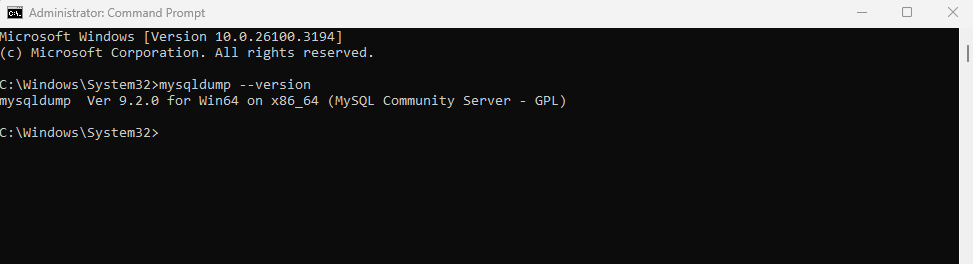 Administrator: Command Prompt
Microsoft Windows [Version 10.0.26100.3194]
(c) Microsoft Corporation. All rights reserved.
C:\Windows\System32>mysqldump --version
mysqldump  Ver 9.2.0 for Win64 on x86_64 (MySQL Community Server - GPL)
C:\Windows\System32>